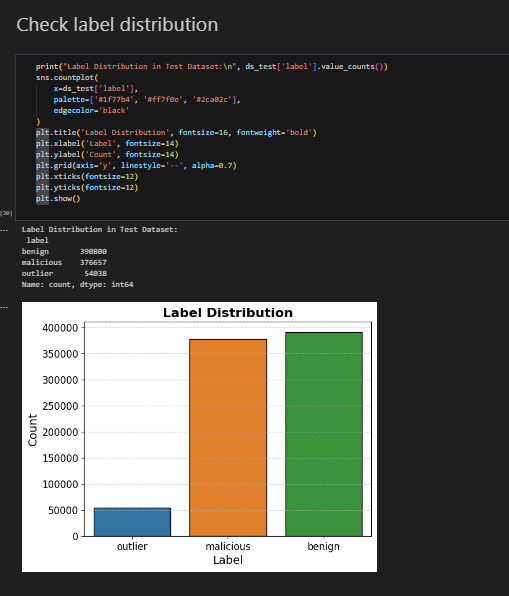 Check label distribution
print("Label Distribution in Test Dataset:\n", ds_test['label'].value_counts())
sns.countplot(
x=ds_test['label'],
palette=['#1f77b4', '#ff7f0e', '#2ca02c'],
edgecolor='black'
)
plt.title('Label Distribution', fontsize=16, fontweight='bold')
plt.xlabel('Label', fontsize=14)
plt.ylabel('Count', fontsize=14)
plt.grid(axis='y', linestyle='--', alpha=0.7)
plt.xticks(fontsize=12)
plt.yticks(fontsize=12)
plt.show()
...
Label Distribution in Test Dataset:
label
benign 390800
malicious 376657
outlier 54038
Name: count, dtype: int64
...
Label Distribution
400000
350000
300000
250000
200000
150000
100000
50000
0
Count
outlier malicious benign
Label